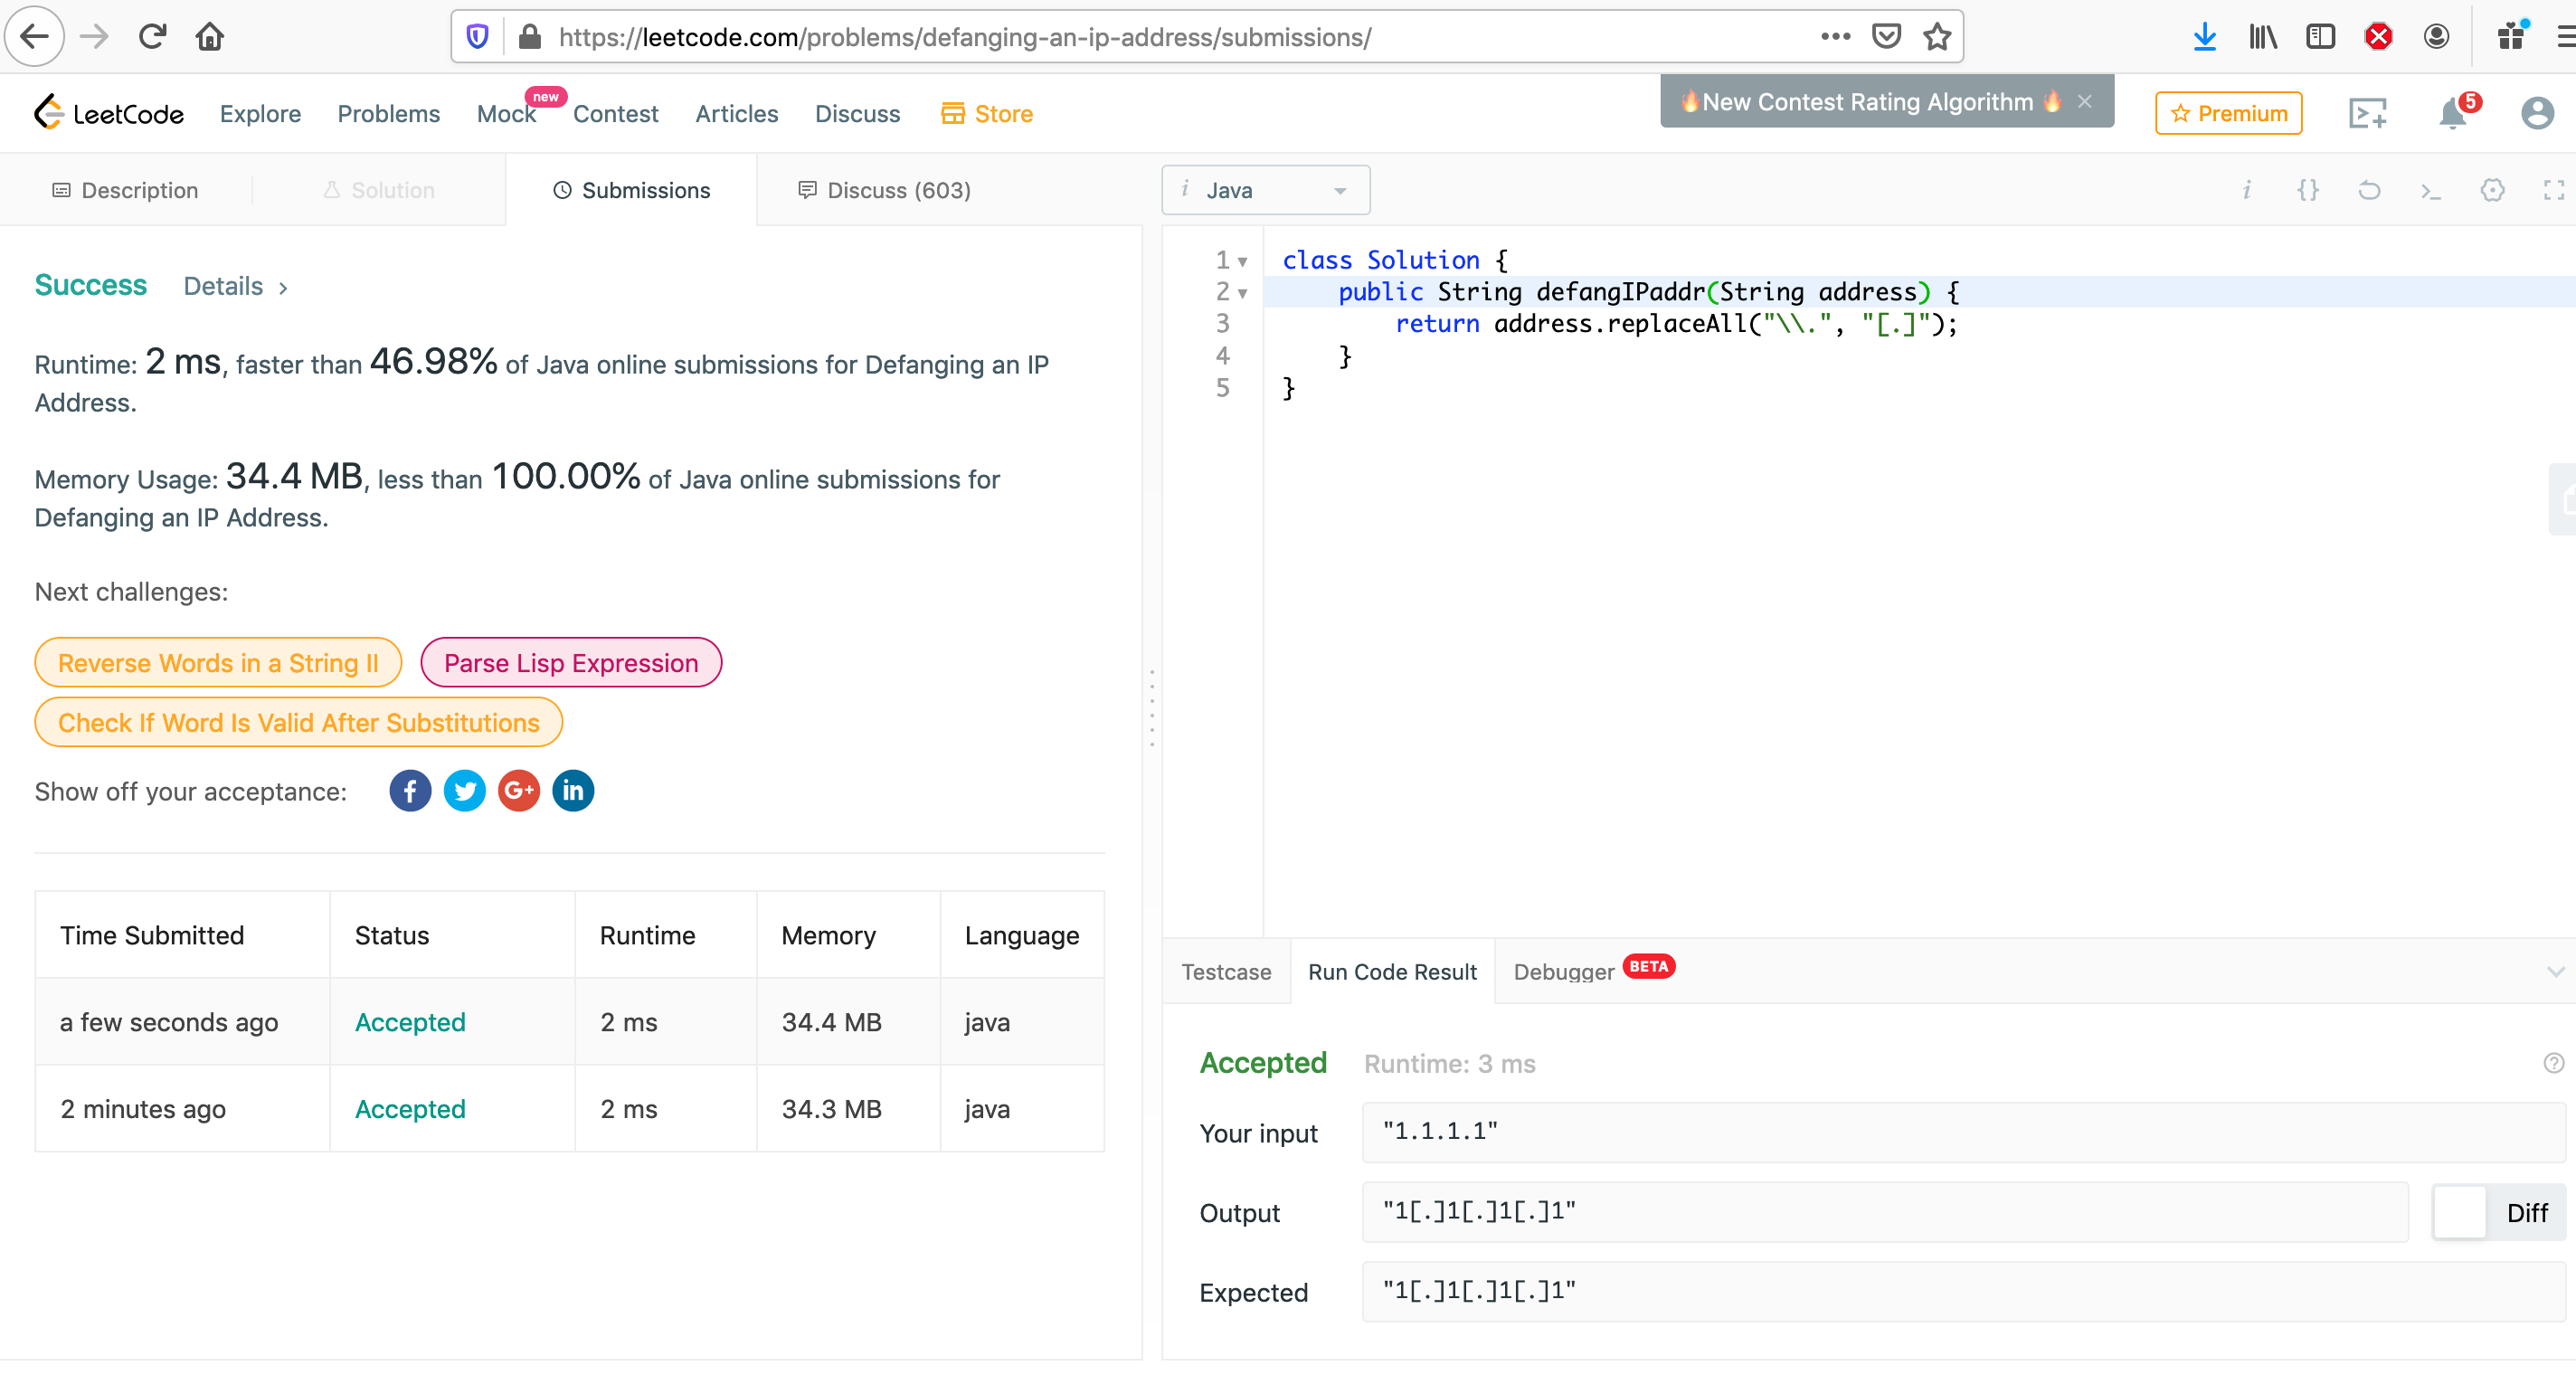 https://leetcode.com/problems/defanging-an-ip-address/submissions/
LeetCode Explore Problems Mock new Contest Articles Discuss Store
🔥New Contest Rating Algorithm 🔥 ×
Premium
5
Description Solution Submissions Discuss (603)
i Java
Success Details >
Runtime: 2 ms, faster than 46.98% of Java online submissions for Defanging an IP
Address.
Memory Usage: 34.4 MB, less than 100.00% of Java online submissions for
Defanging an IP Address.
Next challenges:
Reverse Words in a String II Parse Lisp Expression
Check If Word Is Valid After Substitutions
Show off your acceptance: f G+ in
Time Submitted Status Runtime Memory Language
a few seconds ago Accepted 2 ms 34.4 MB java
2 minutes ago Accepted 2 ms 34.3 MB java
i {} >_
1 class Solution {
2 public String defangIPaddr(String address) {
3 return address.replaceAll("\\.", "[.]");
4 }
5 }
Testcase Run Code Result Debugger BETA
Accepted Runtime: 3 ms ?
Your input "1.1.1.1"
Output "1[.]1[.]1[.]1" Diff
Expected "1[.]1[.]1[.]1"